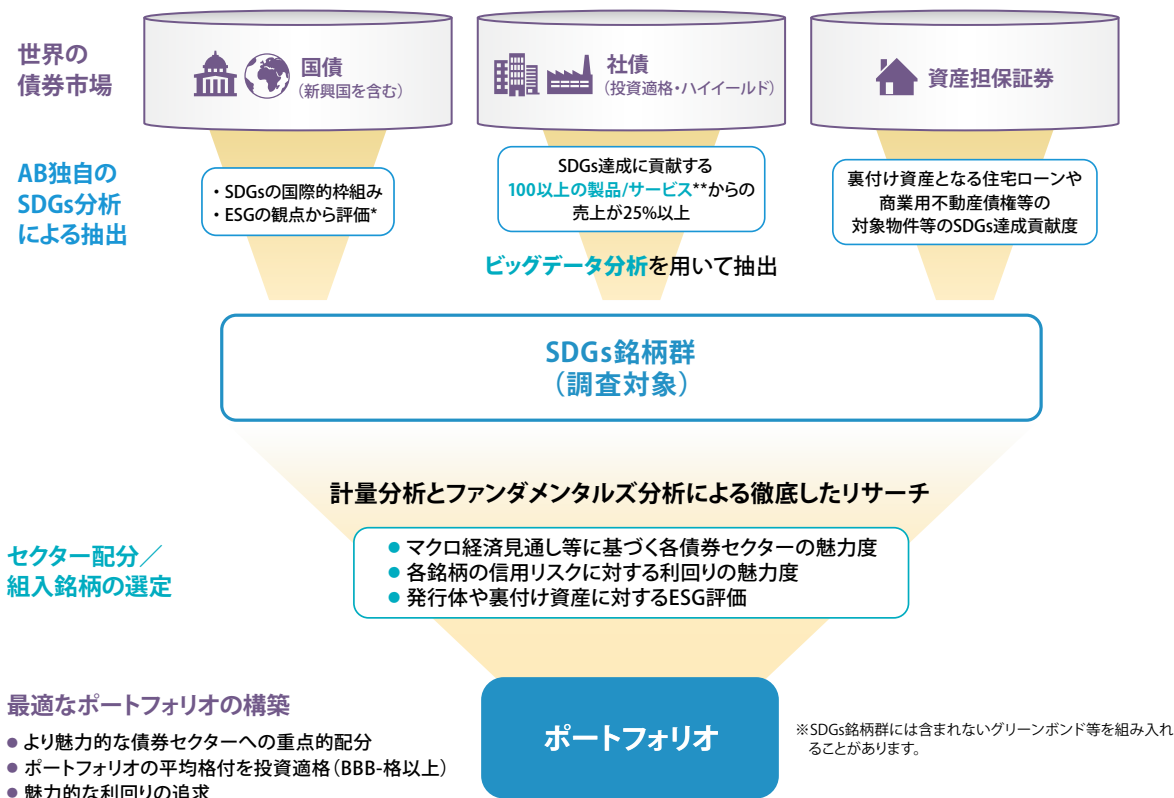 世界の
債券市場
国債
（新興国を含む）
社債
（投資適格・ハイイールド）
資産担保証券
AB独自の
SDGs分析
による抽出
・SDGsの国際的枠組み
・ESGの観点から評価*
SDGs達成に貢献する
100以上の製品/サービス**からの
売上が25%以上
裏付け資産となる住宅ローンや
商業用不動産債権等の
対象物件等のSDGs達成貢献度
ビッグデータ分析を用いて抽出
SDGs銘柄群
（調査対象）
計量分析とファンダメンタルズ分析による徹底したリサーチ
セクター配分／
組入銘柄の選定
● マクロ経済見通し等に基づく各債券セクターの魅力度
● 各銘柄の信用リスクに対する利回りの魅力度
● 発行体や裏付け資産に対するESG評価
最適なポートフォリオの構築
● より魅力的な債券セクターへの重点的配分
● ポートフォリオの平均格付を投資適格（BBB-格以上）
● 魅力的な利回りの追求
ポートフォリオ
※SDGs銘柄群には含まれないグリーンボンド等を組み入れ
ることがあります。